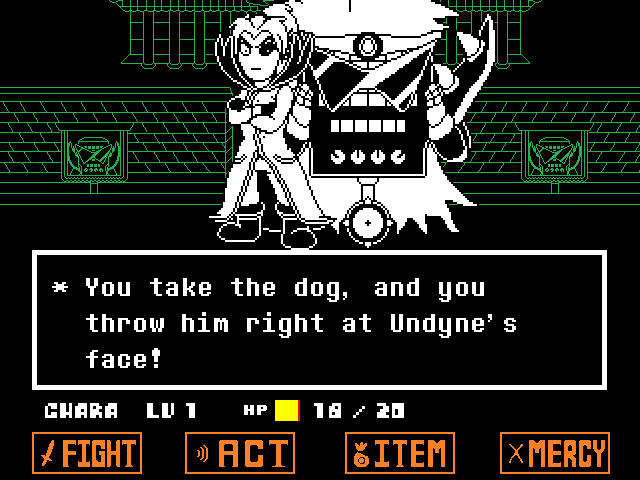 * You take the dog, and you
throw him right at Undyne's
face!
CHARA LV 1 HP 18 / 20
FIGHT ACT ITEM MERCY